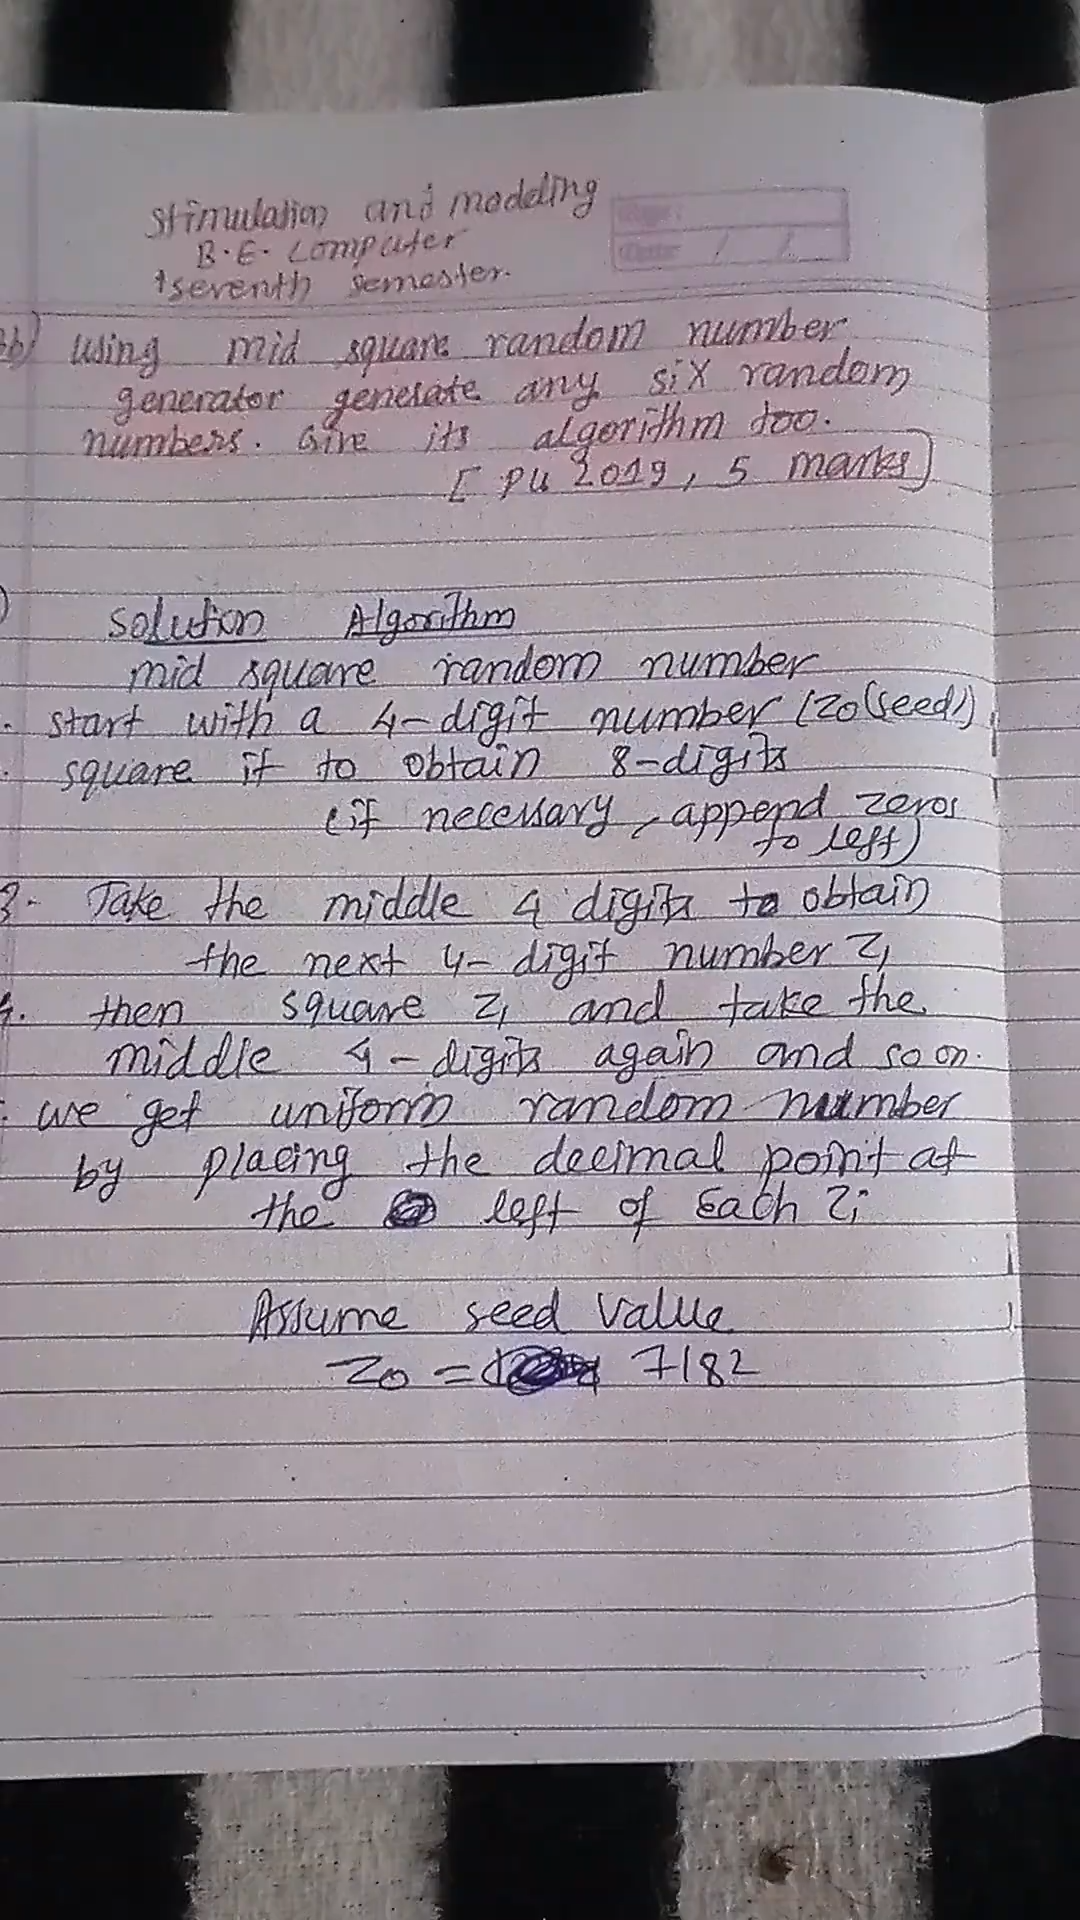 Stimulation and modeling
B.E. Computer
seventh semester.
b) Using mid square random number
generator generate any six random
numbers. Give its algorithm too.
[ PU 2019, 5 marks]
Solution Algorithm
mid square random number
. start with a 4-digit number (Z0(seed))
. square it to obtain 8-digits
(if necessary, append zeros
to left)
3. Take the middle 4 digits to obtain
the next 4-digit number Z1
4. then square Z1 and take the
middle 4-digits again and so on.
we get uniform random number
by placing the decimal point at
the left of Each Zi
Assume seed value
Z0 = 7182